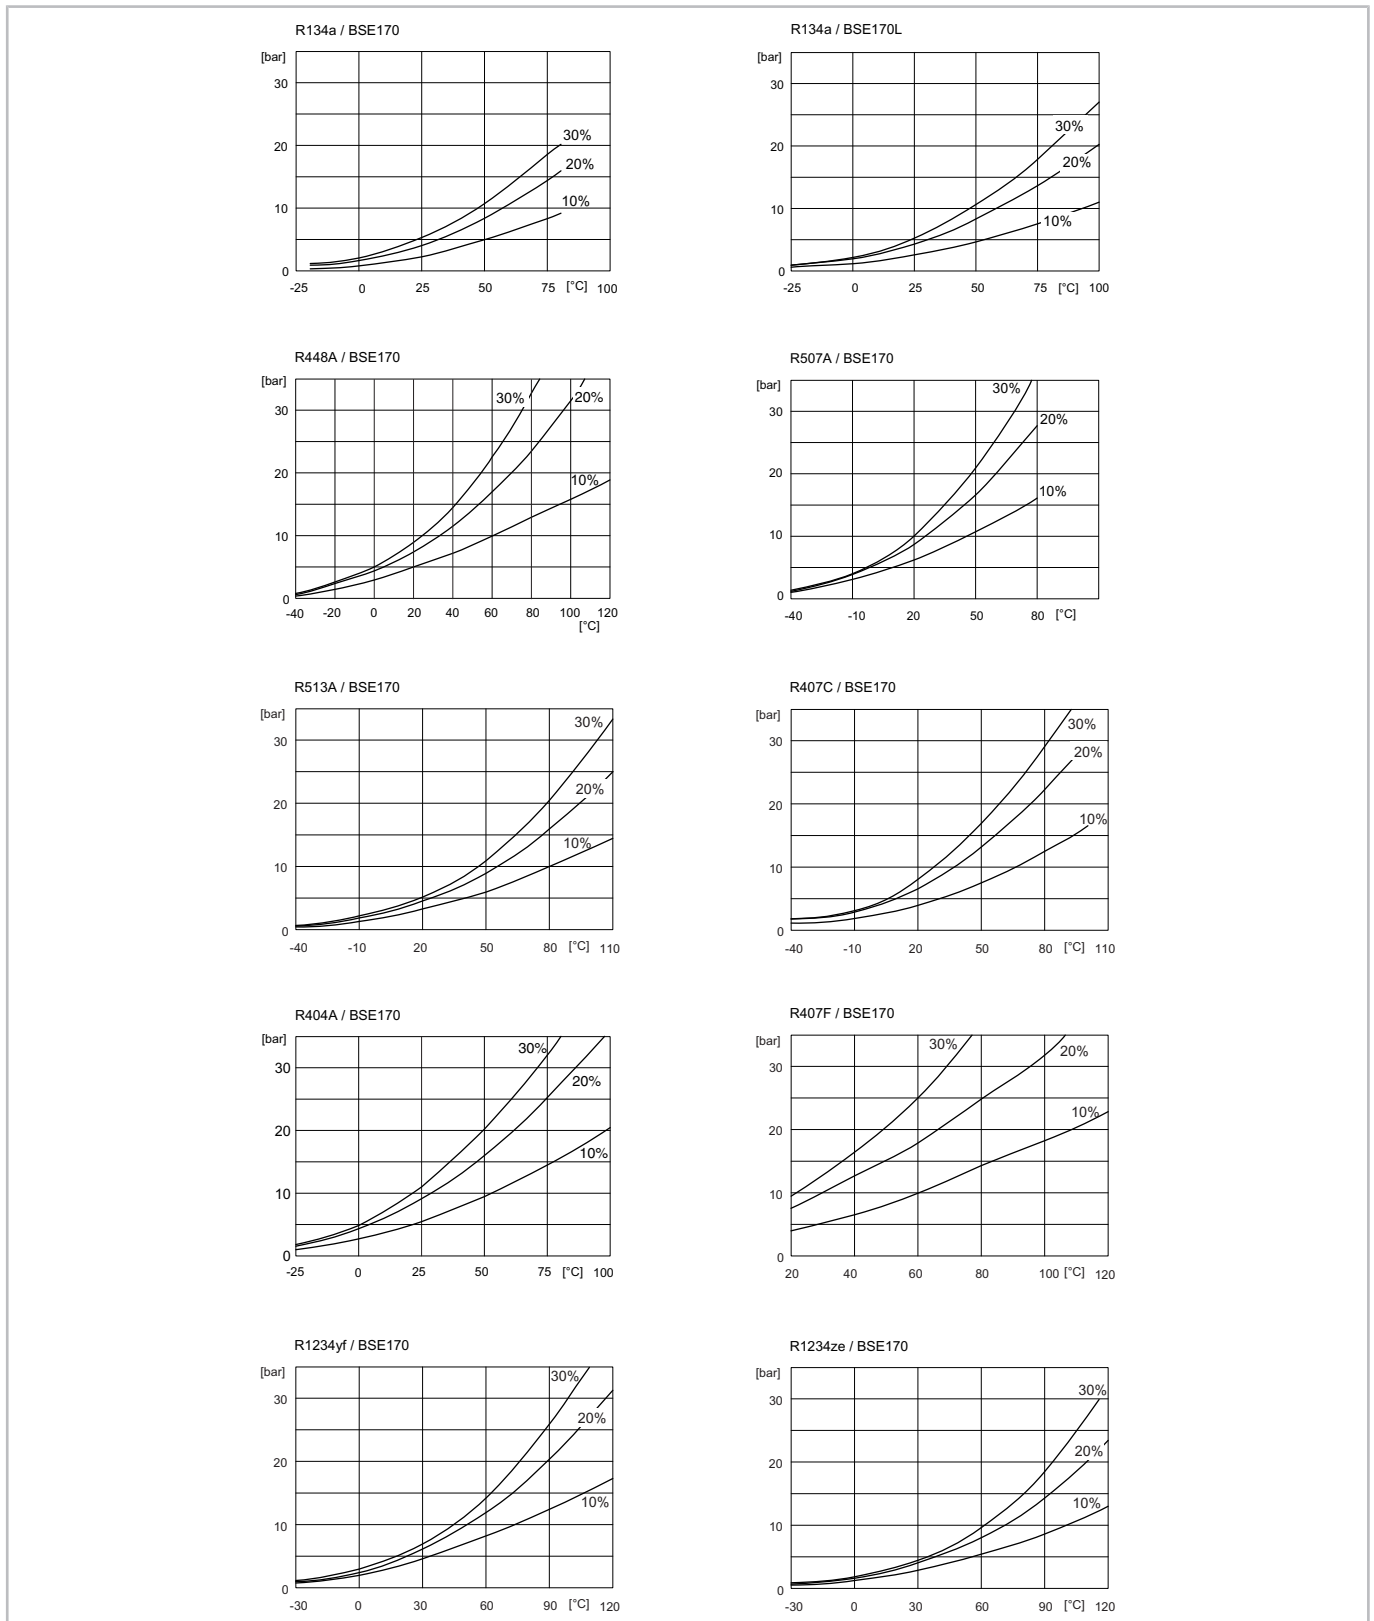 R134a / BSE170
[bar]
30
20
10
0
30%
20%
10%
-25 0 25 50 75 [°C] 100
R134a / BSE170L
[bar]
30
20
10
0
30%
20%
10%
-25 0 25 50 75 [°C] 100
R448A / BSE170
[bar]
30
20
10
0
30%
20%
10%
-40 -20 0 20 40 60 80 100 120
[°C]
R507A / BSE170
[bar]
30
20
10
0
30%
20%
10%
-40 -10 20 50 80 [°C]
R513A / BSE170
[bar]
30
20
10
0
30%
20%
10%
-40 -10 20 50 80 [°C] 110
R407C / BSE170
[bar]
30
20
10
0
30%
20%
10%
-40 -10 20 50 80 [°C] 110
R404A / BSE170
[bar]
30
20
10
0
30%
20%
10%
-25 0 25 50 75 [°C] 100
R407F / BSE170
[bar]
30
20
10
0
30%
20%
10%
20 40 60 80 100 [°C] 120
R1234yf / BSE170
[bar]
30
20
10
0
30%
20%
10%
-30 0 30 60 90 [°C] 120
R1234ze / BSE170
[bar]
30
20
10
0
30%
20%
10%
-30 0 30 60 90 [°C] 120